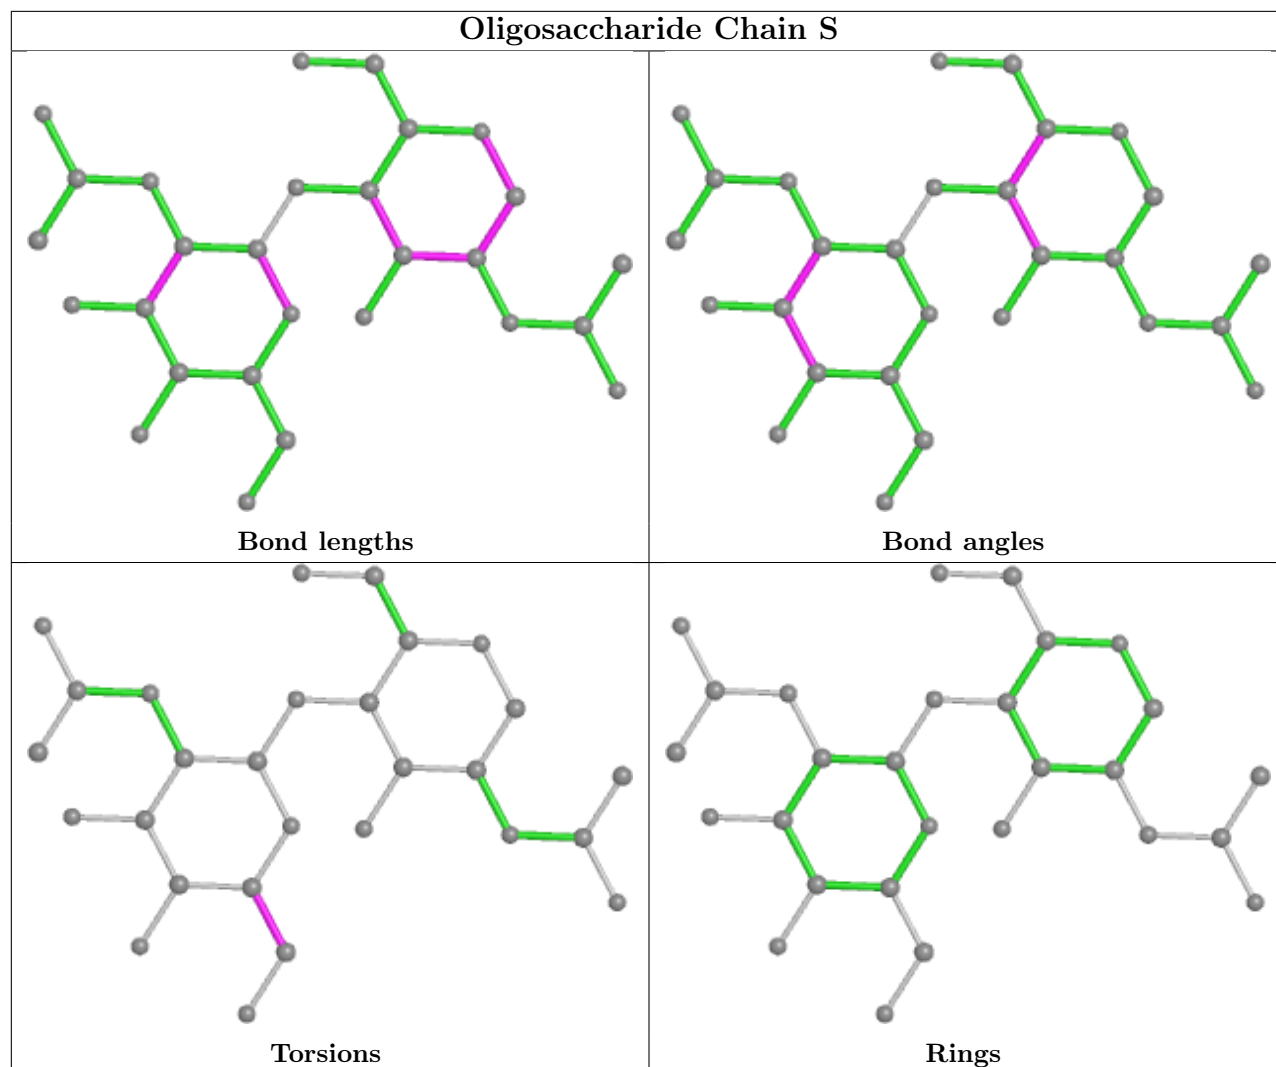 Oligosaccharide Chain S
Bond lengths
Bond angles
Torsions
Rings